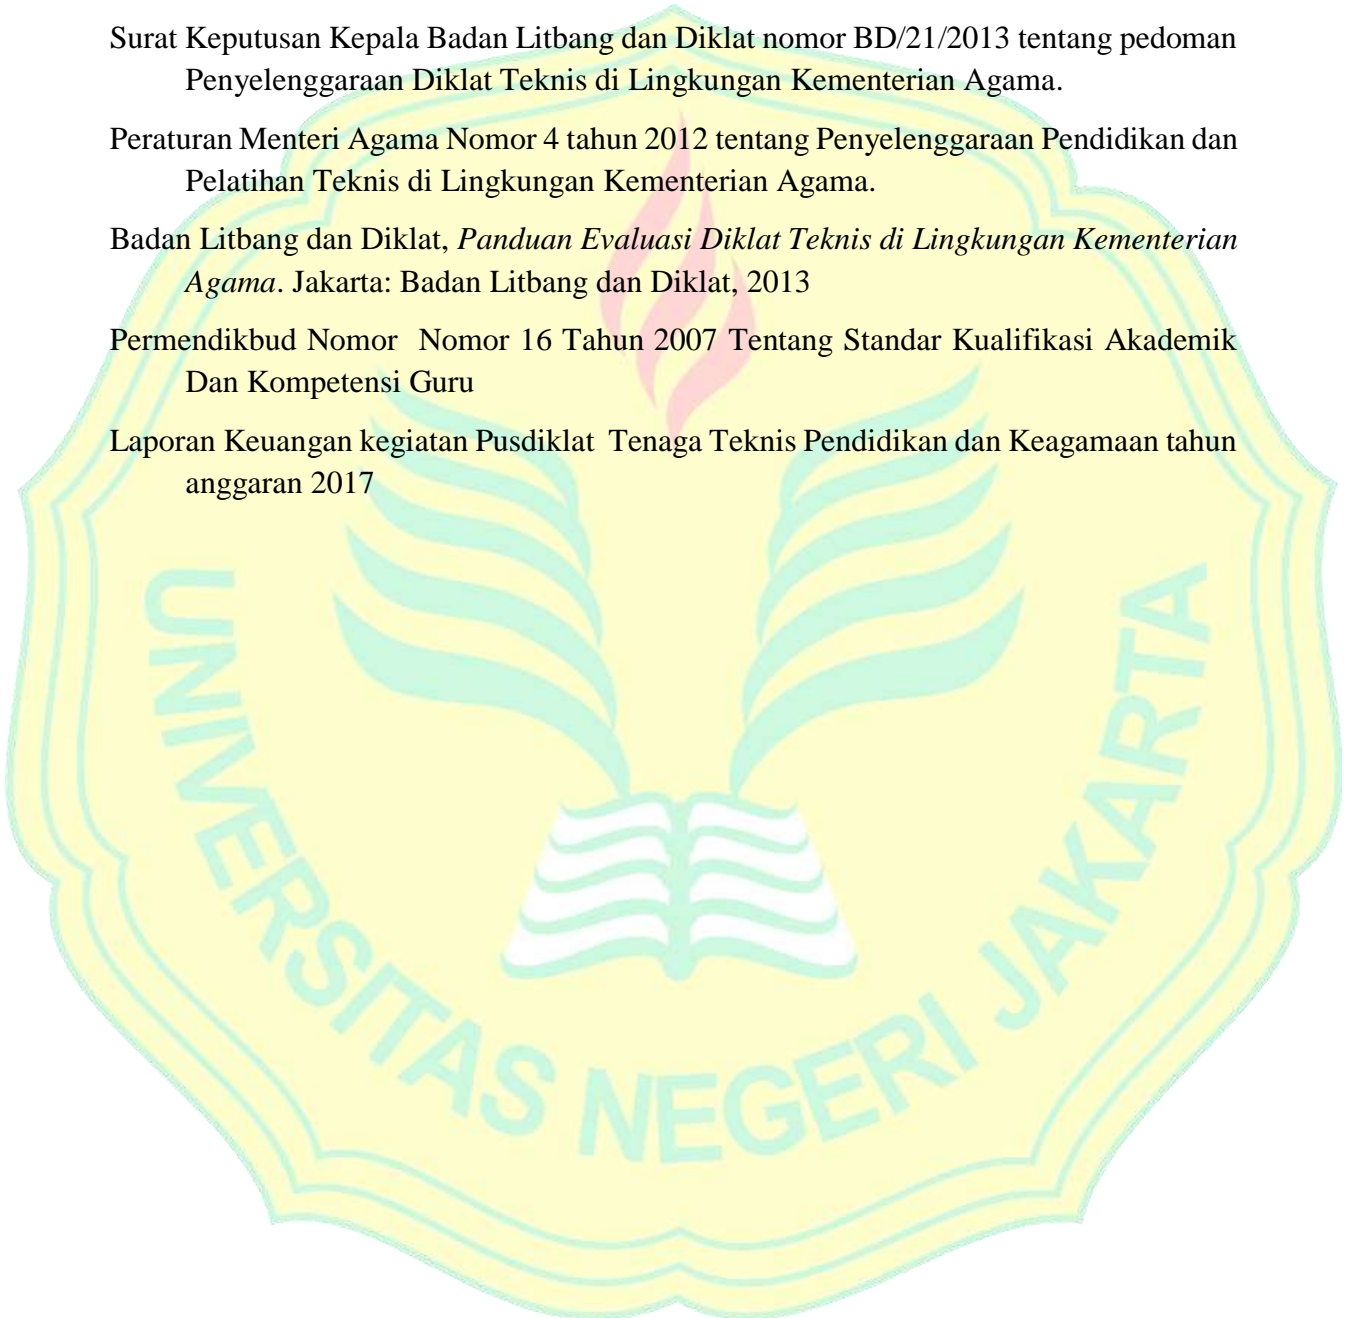 Surat Keputusan Kepala Badan Litbang dan Diklat nomor BD/21/2013 tentang pedoman
Penyelenggaraan Diklat Teknis di Lingkungan Kementerian Agama.
Peraturan Menteri Agama Nomor 4 tahun 2012 tentang Penyelenggaraan Pendidikan dan
Pelatihan Teknis di Lingkungan Kementerian Agama.
Badan Litbang dan Diklat, Panduan Evaluasi Diklat Teknis di Lingkungan Kementerian
Agama. Jakarta: Badan Litbang dan Diklat, 2013
Permendikbud Nomor  Nomor 16 Tahun 2007 Tentang Standar Kualifikasi Akademik
Dan Kompetensi Guru
Laporan Keuangan kegiatan Pusdiklat  Tenaga Teknis Pendidikan dan Keagamaan tahun
anggaran 2017
UNIVERSITAS NEGERI JAKARTA